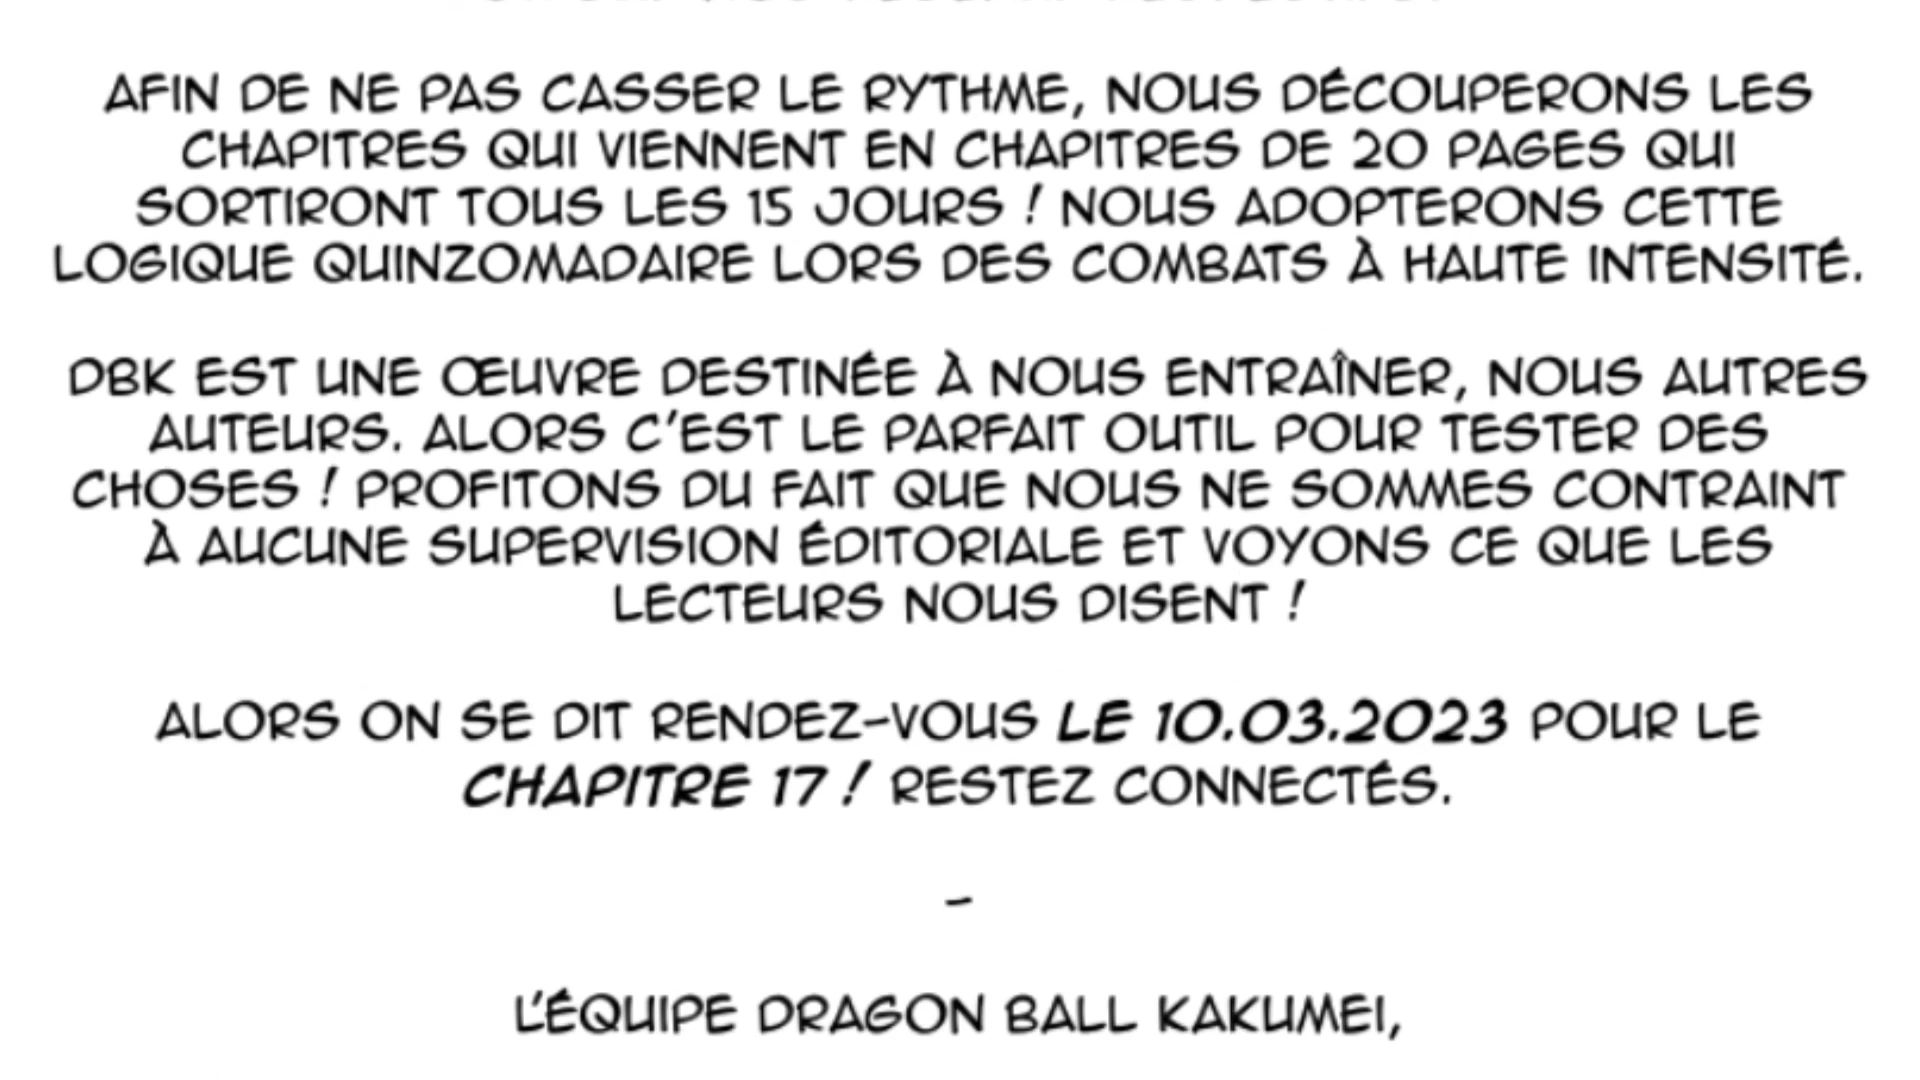 AFIN DE NE PAS CASSER LE RYTHME, NOUS DÉCOUPERONS LES
CHAPITRES QUI VIENNENT EN CHAPITRES DE 20 PAGES QUI
SORTIRONT TOUS LES 15 JOURS ! NOUS ADOPTERONS CETTE
LOGIQUE QUINZOMADAIRE LORS DES COMBATS À HAUTE INTENSITÉ.
DBK EST UNE ŒUVRE DESTINÉE À NOUS ENTRAÎNER, NOUS AUTRES
AUTEURS. ALORS C'EST LE PARFAIT OUTIL POUR TESTER DES
CHOSES ! PROFITONS DU FAIT QUE NOUS NE SOMMES CONTRAINT
À AUCUNE SUPERVISION ÉDITORIALE ET VOYONS CE QUE LES
LECTEURS NOUS DISENT !
ALORS ON SE DIT RENDEZ-VOUS LE 10.03.2023 POUR LE
CHAPITRE 17 ! RESTEZ CONNECTÉS.
-
L'ÉQUIPE DRAGON BALL KAKUMEI,